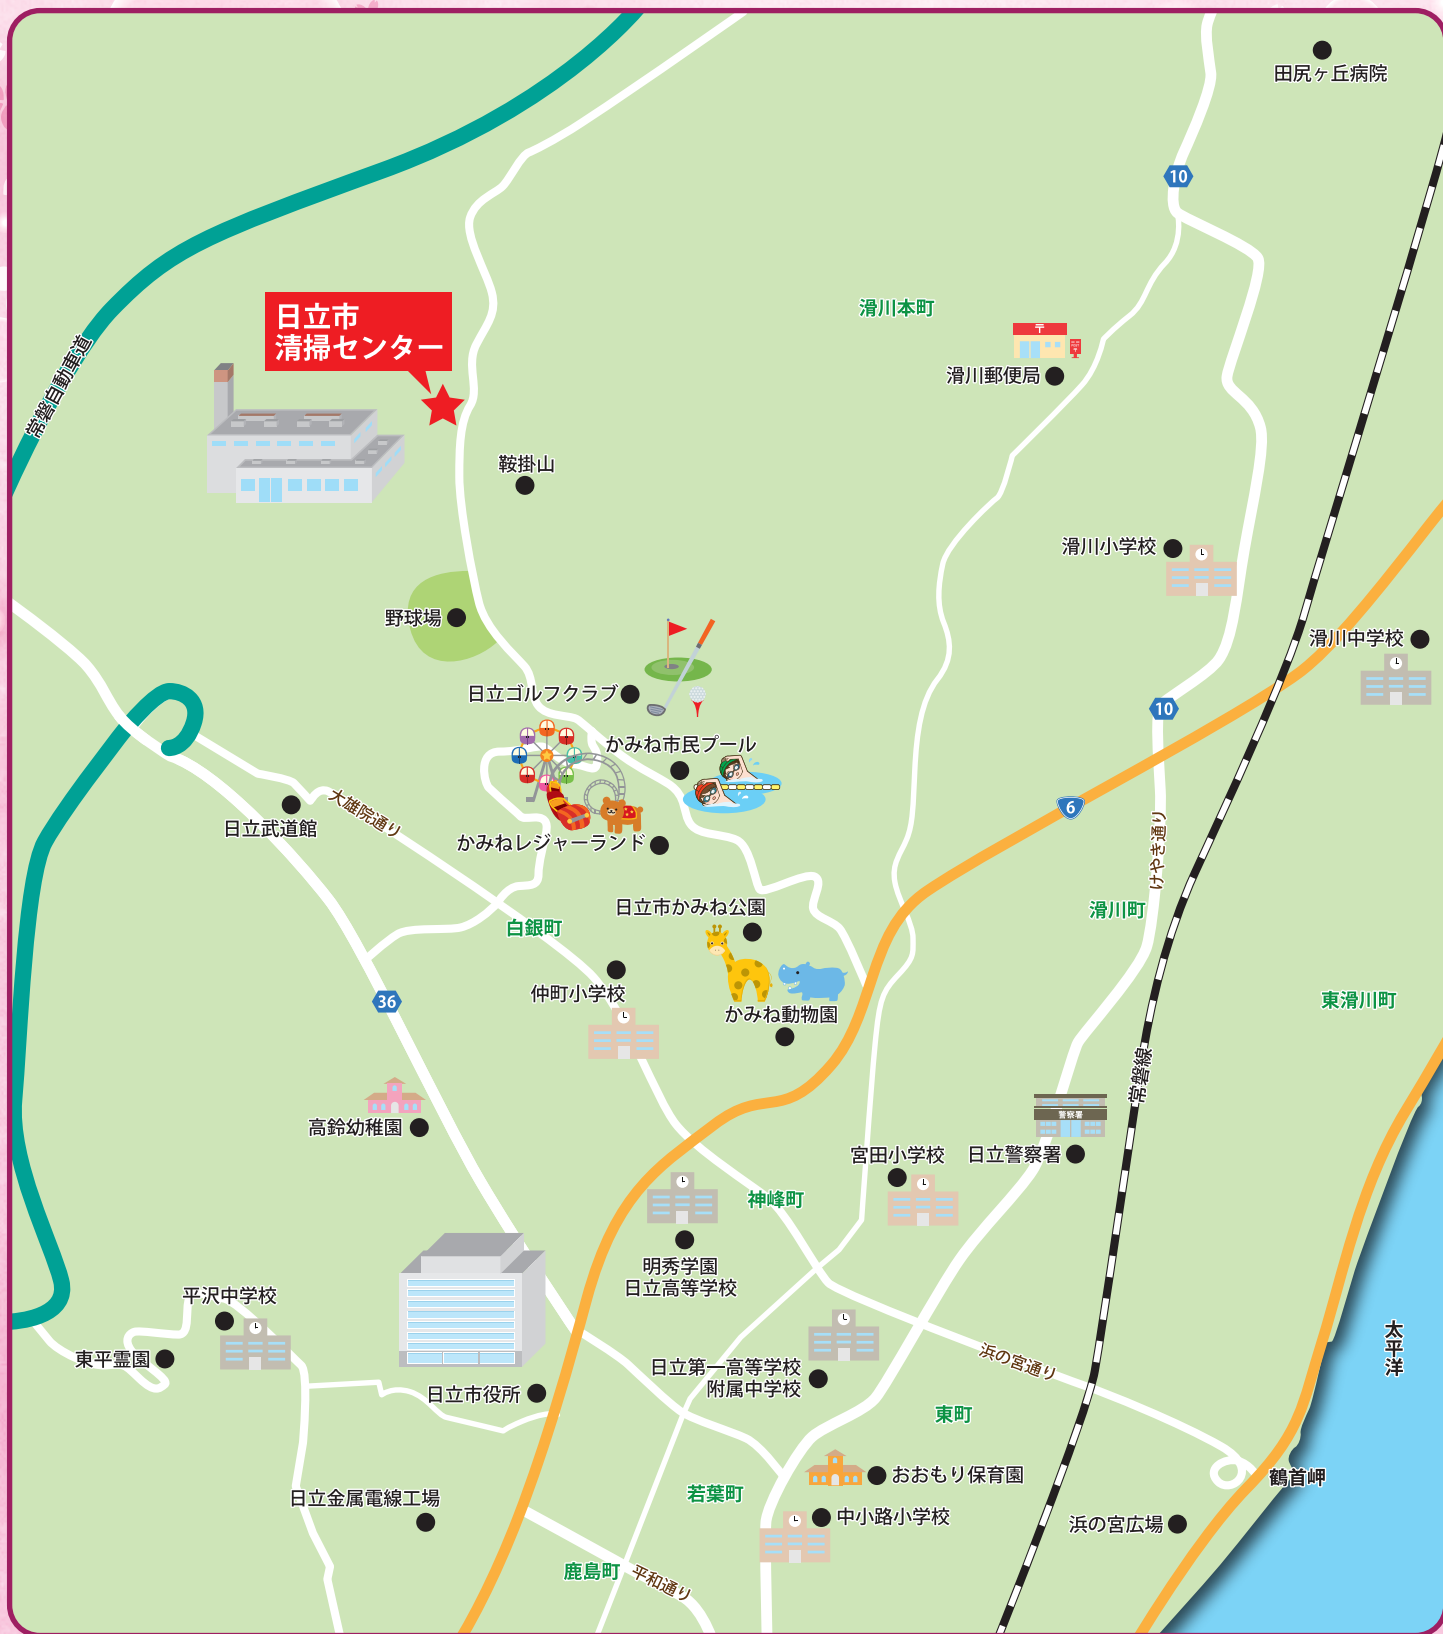 田尻ヶ丘病院
10
日立市
清掃センター
滑川本町
常磐自動車道
滑川郵便局
鞍掛山
滑川小学校
野球場
滑川中学校
日立ゴルフクラブ
10
かみね市民プール
6
大雄院通り
日立武道館
かみねレジャーランド
けやき通り
日立市かみね公園
滑川町
白銀町
仲町小学校
36
東滑川町
かみね動物園
常磐線
警察署
高鈴幼稚園
宮田小学校
日立警察署
神峰町
明秀学園
日立高等学校
平沢中学校
東平霊園
太平洋
浜の宮通り
日立第一高等学校
附属中学校
日立市役所
東町
おおもり保育園
鶴首岬
若葉町
日立金属電線工場
中小路小学校
浜の宮広場
鹿島町
平和通り